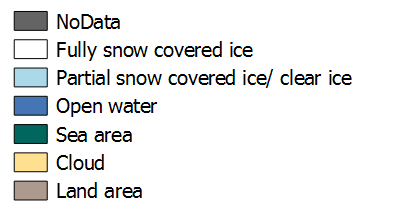 NoData
Fully snow covered ice
Partial snow covered ice/ clear ice
Open water
Sea area
Cloud
Land area